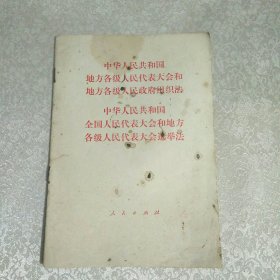 中华人民共和国
地方各级人民代表大会和
地方各级人民政府组织法
中华人民共和国
全国人民代表大会和地方
各级人民代表大会选举法
人民出版社